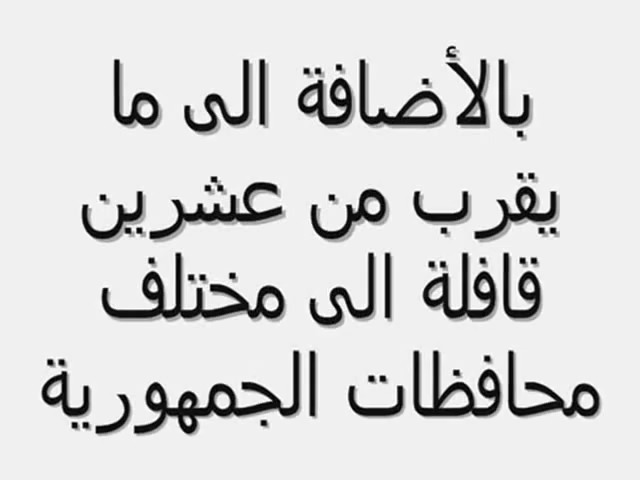 بالأضافة الى ما
يقرب من عشرين
قافلة الى مختلف
محافظات الجمهورية